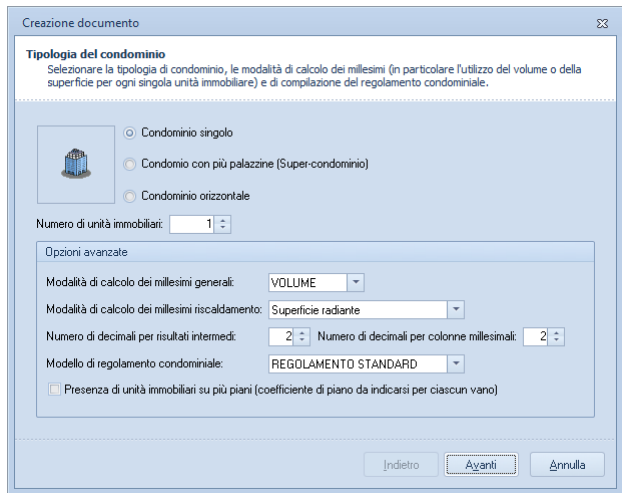 Creazione documento
Tipologia del condominio
Selezionare la tipologia di condominio, le modalità di calcolo dei millesimi (in particolare l'utilizzo del volume o della
superficie per ogni singola unità immobiliare) e di compilazione del regolamento condominiale.
Condominio singolo
Condomio con più palazzine (Super-condominio)
Condominio orizzontale
Numero di unità immobiliari: 1
Opzioni avanzate
Modalità di calcolo dei millesimi generali: VOLUME
Modalità di calcolo dei millesimi riscaldamento: Superficie radiante
Numero di decimali per risultati intermedi: 2 Numero di decimali per colonne millesimali: 2
Modello di regolamento condominiale: REGOLAMENTO STANDARD
Presenza di unità immobiliari su più piani (coefficiente di piano da indicarsi per ciascun vano)
Indietro Avanti Annulla